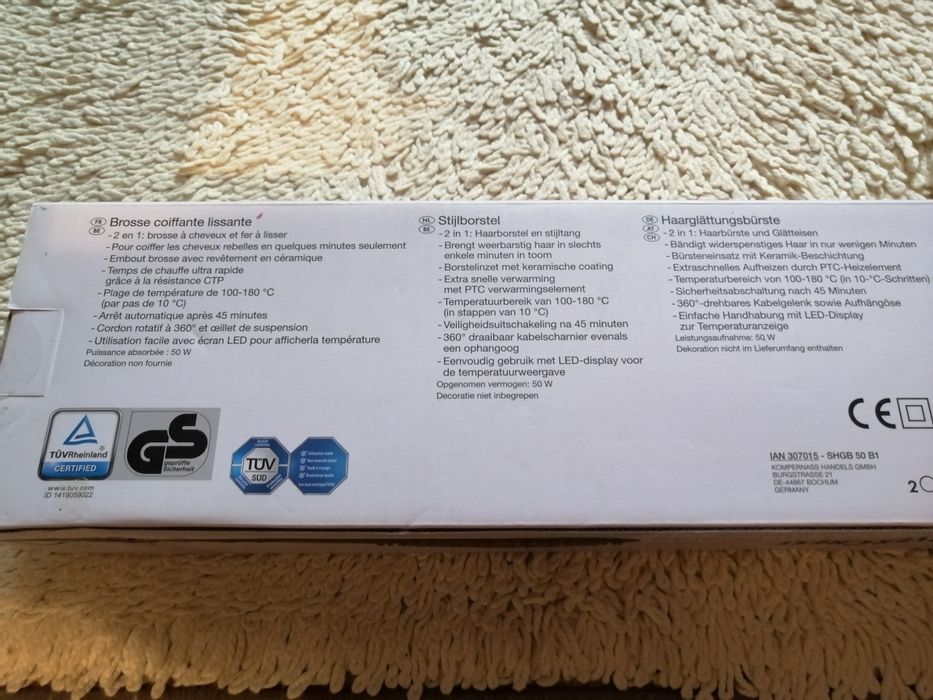 FR
BE
Brosse coiffante lissante
- 2 en 1: brosse à cheveux et fer à lisser
- Pour coiffer les cheveux rebelles en quelques minutes seulement
- Embout brosse avec revêtement en céramique
- Temps de chauffe ultra rapide
grâce à la résistance CTP
- Plage de température de 100-180 °C
(par pas de 10 °C)
- Arrêt automatique après 45 minutes
- Cordon rotatif à 360° et œillet de suspension
- Utilisation facile avec écran LED pour afficherla température
Puissance absorbée : 50 W
Décoration non fournie
NL
BE
Stijlborstel
- 2 in 1: Haarborstel en stijltang
- Brengt weerbarstig haar in slechts
enkele minuten in toom
- Borstelinzet met keramische coating
- Extra snelle verwarming
met PTC verwarmingselement
- Temperatuurbereik van 100-180 °C
(in stappen van 10 °C)
- Veiligheidsuitschakeling na 45 minuten
- 360° draaibaar kabelscharnier evenals
een ophangoog
- Eenvoudig gebruik met LED-display voor
de temperatuurweergave
Opgenomen vermogen: 50 W
Decoratie niet inbegrepen
DE
AT
CH
Haarglättungsbürste
- 2 in 1: Haarbürste und Glätteisen
- Bändigt widerspenstiges Haar in nur wenigen Minuten
- Bürsteneinsatz mit Keramik-Beschichtung
- Extraschnelles Aufheizen durch PTC-Heizelement
- Temperaturbereich von 100-180 °C (in 10-°C-Schritten)
- Sicherheitsabschaltung nach 45 Minuten
- 360°-drehbares Kabelgelenk sowie Aufhängöse
- Einfache Handhabung mit LED-Display
zur Temperaturanzeige
Leistungsaufnahme: 50 W
Dekoration nicht im Lieferumfang enthalten
TÜVRheinland
CERTIFIED
www.tuv.com
ID 1419059022
GS
geprüfte
Sicherheit
TÜV
SÜD
CE
IAN 307015 - SHGB 50 B1
KOMPERNASS HANDELS GMBH
BURGSTRASSE 21
DE-44867 BOCHUM
GERMANY
2